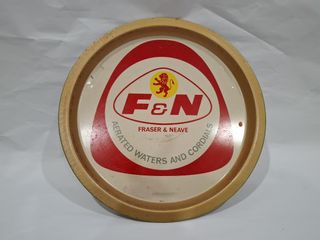 F&N
FRASER & NEAVE
AERATED WATERS AND CORDIALS